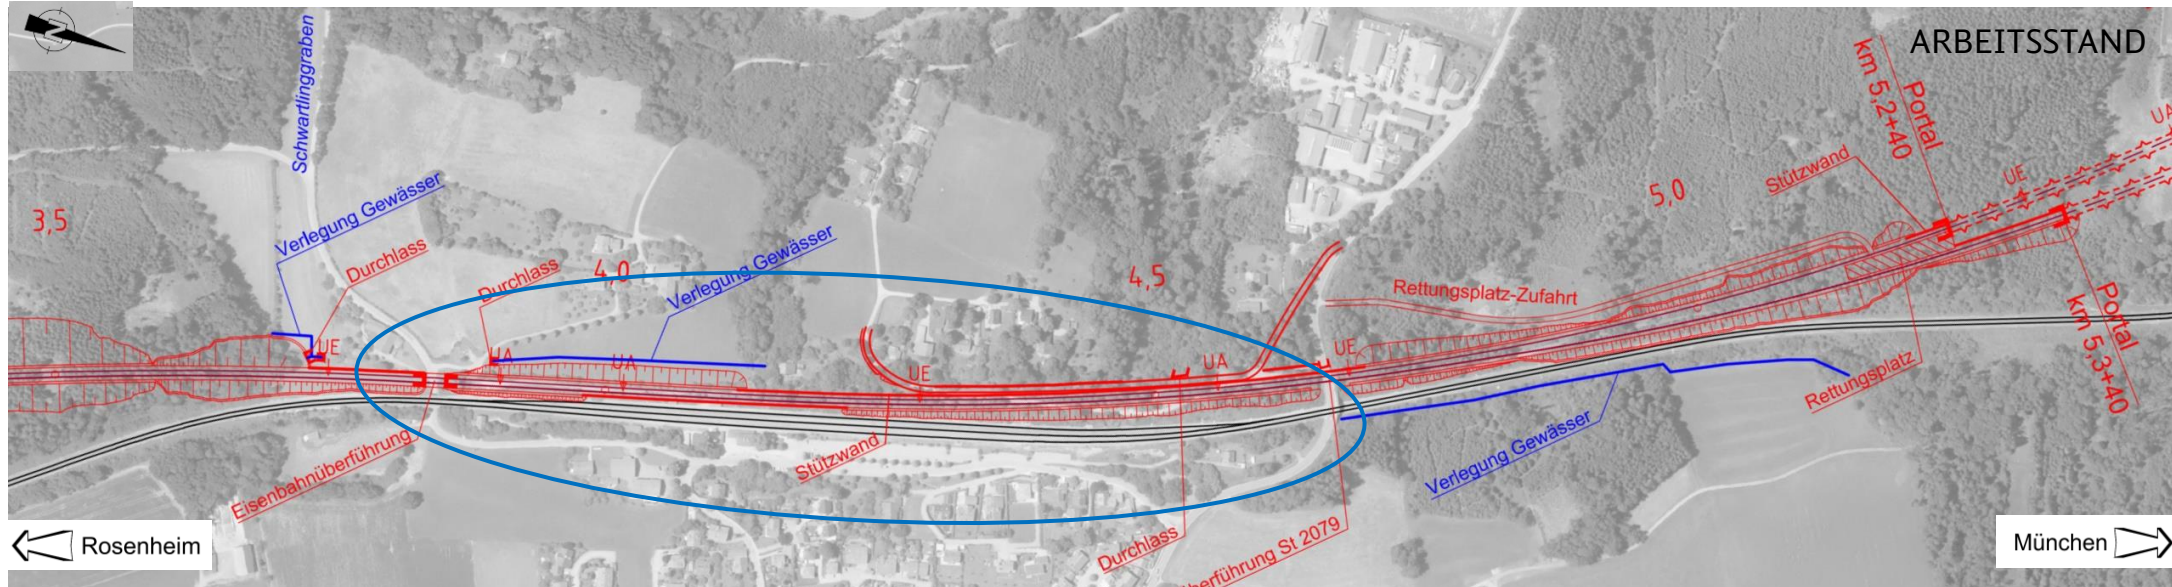 ARBEITSSTAND
Schwartlinggraben
Verlegung Gewässer
Durchlass
3,5
Durchlass
4,0
Verlegung Gewässer
4,5
Rettungsplatz-Zufahrt
5,0
Stützwand
Portal
km 5,2+40
UE
UA
UE
UA
UA
UE
UA
UE
Portal
km 5,3+40
Rettungsplatz
Verlegung Gewässer
Eisenbahnüberführung
Stützwand
Durchlass
berführung St 2079
Rosenheim
München